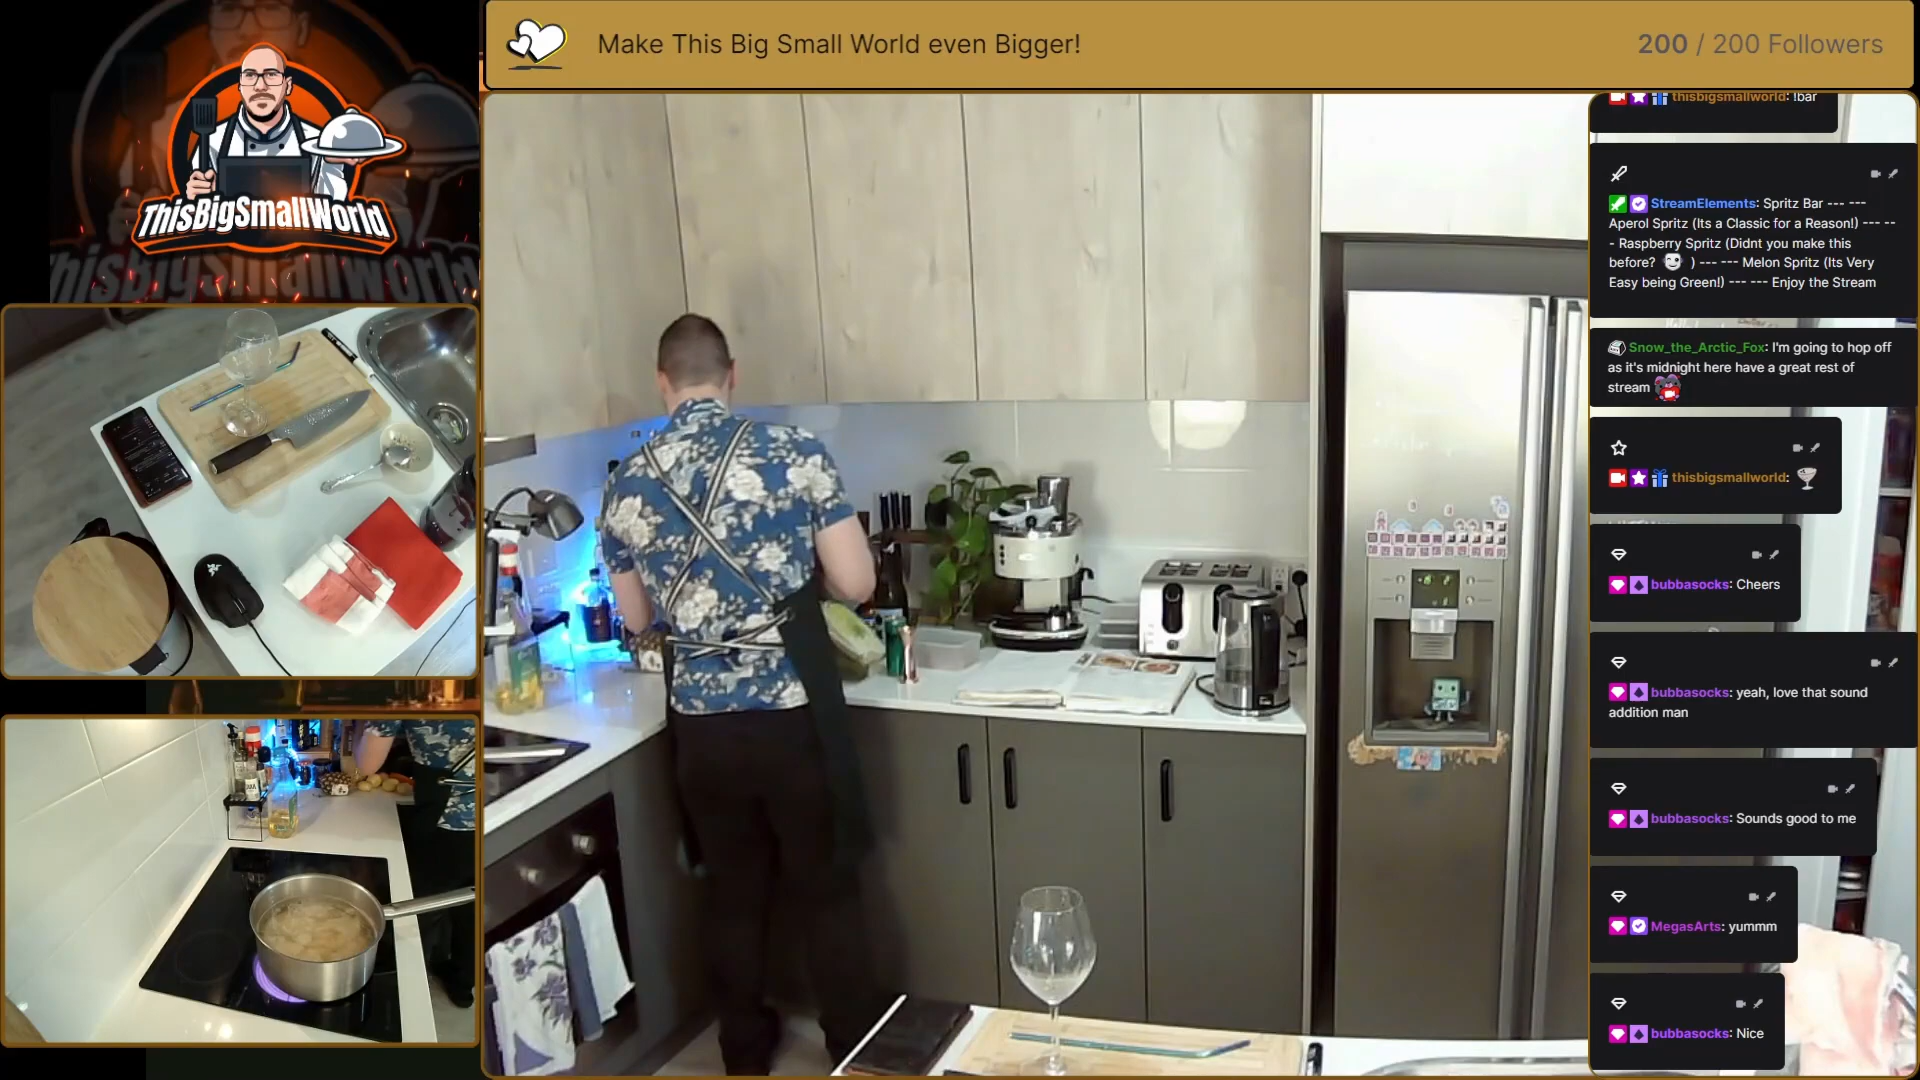 Make This Big Small World even Bigger!
200 / 200 Followers
ThisBigSmallWorld
thisbigsmallworld: !bar
StreamElements: Spritz Bar --- ---
Aperol Spritz (Its a Classic for a Reason!) --- --
- Raspberry Spritz (Didnt you make this
before? ) --- --- Melon Spritz (Its Very
Easy being Green!) --- --- Enjoy the Stream
Snow_the_Arctic_Fox: I'm going to hop off
as it's midnight here have a great rest of
stream
thisbigsmallworld:
bubbasocks: Cheers
bubbasocks: yeah, love that sound
addition man
bubbasocks: Sounds good to me
MegasArts: yummm
bubbasocks: Nice